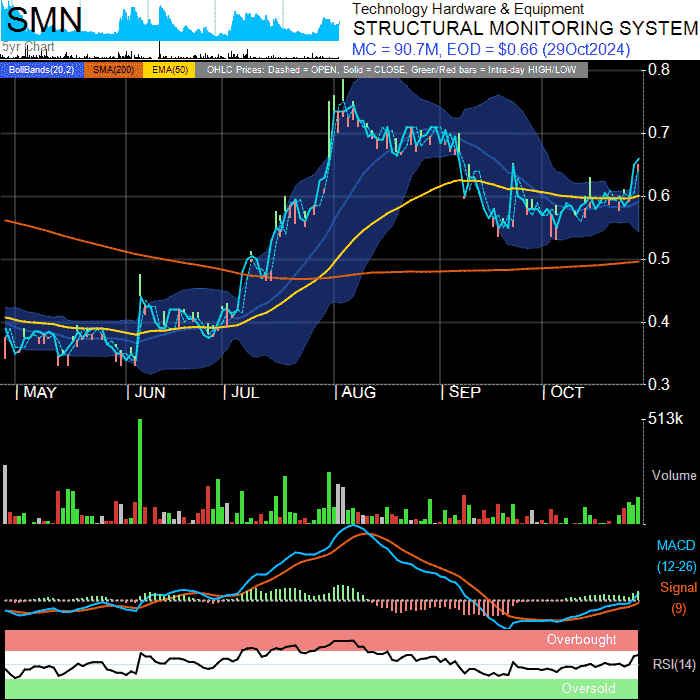 SMN
5yr Chart
Technology Hardware & Equipment
STRUCTURAL MONITORING SYSTEM
MC = 90.7M, EOD = $0.66 (29Oct2024)
BollBands(20,2) SMA(200) EMA(50) OHLC Prices: Dashed = OPEN, Solid = CLOSE, Green/Red bars = Intra-day HIGH/LOW
0.8
0.7
0.6
0.5
0.4
0.3
MAY JUN JUL AUG SEP OCT
513k
Volume
MACD
(12-26)
Signal
(9)
Overbought
RSI(14)
Oversold